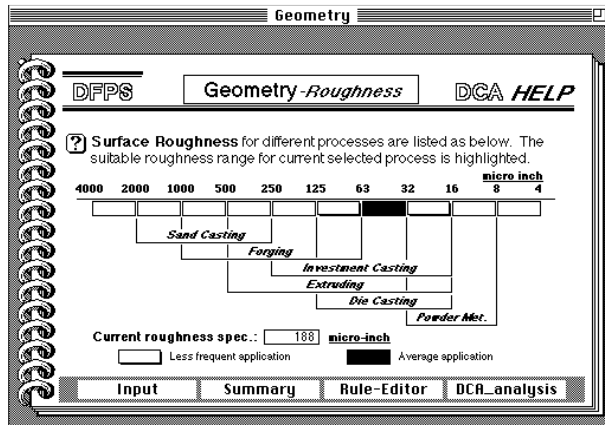 Geometry
DFPS Geometry-Roughness DCA HELP
? Surface Roughness for different processes are listed as below. The
suitable roughness range for current selected process is highlighted.
micro inch
4000 2000 1000 500 250 125 63 32 16 8 4
Sand Casting
Forging
Investment Casting
Extruding
Die Casting
Powder Met.
Current roughness spec.: 188 micro-inch
Less frequent application Average application
Input Summary Rule-Editor DCA_analysis